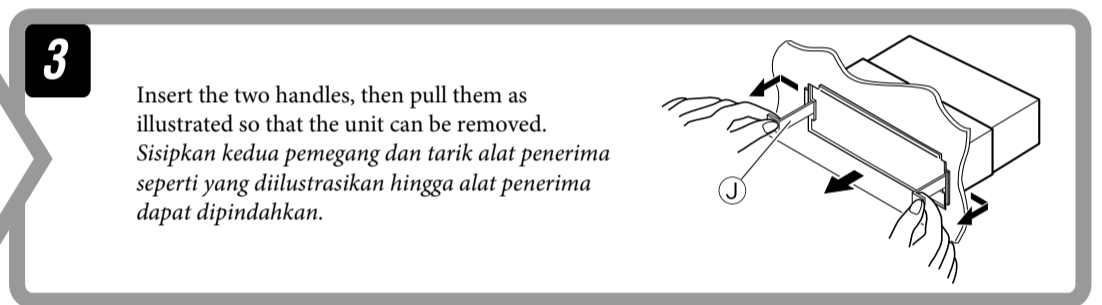 3
Insert the two handles, then pull them as
illustrated so that the unit can be removed.
Sisipkan kedua pemegang dan tarik alat penerima
seperti yang diilustrasikan hingga alat penerima
dapat dipindahkan.
J